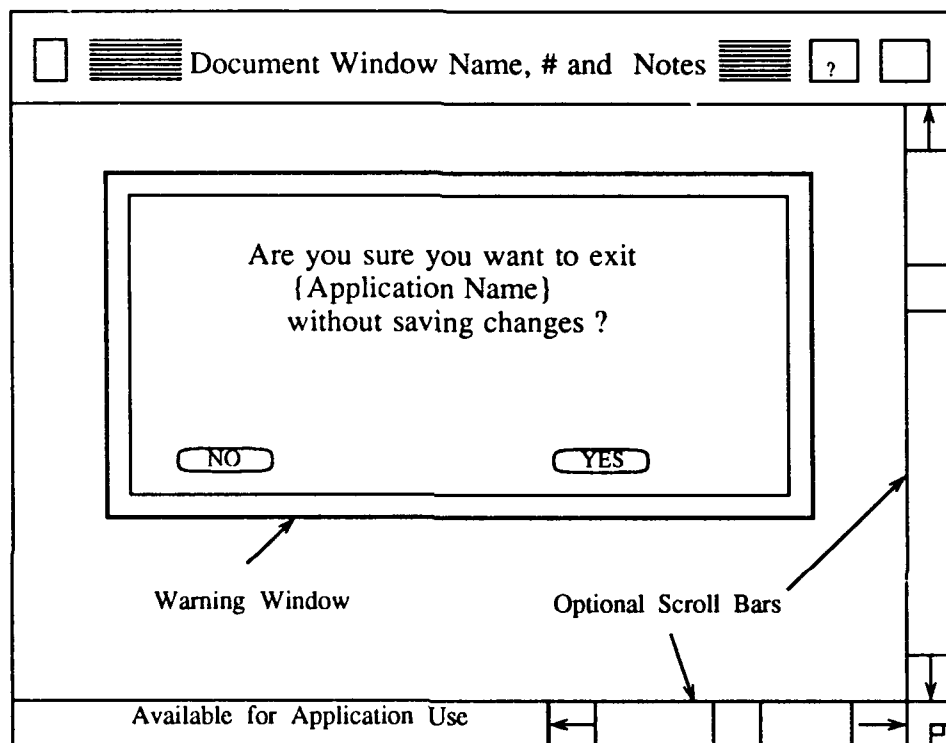 Document Window Name, # and Notes
?
Are you sure you want to exit
{Application Name}
without saving changes ?
NO
YES
Warning Window
Optional Scroll Bars
Available for Application Use